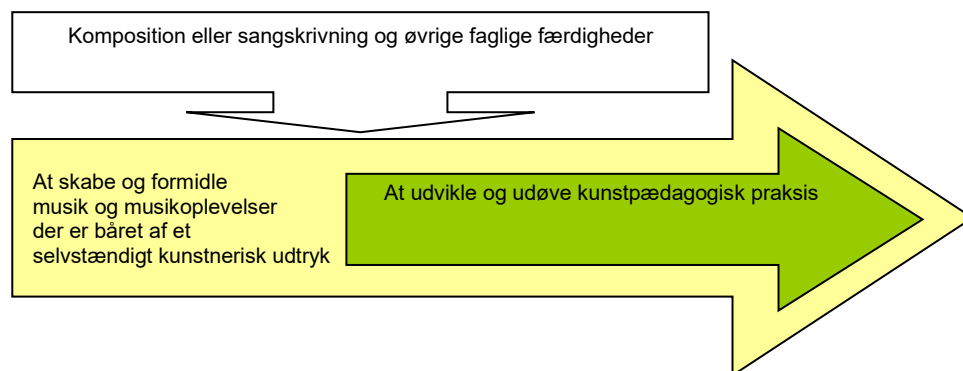 Komposition eller sangskrivning og øvrige faglige færdigheder
At skabe og formidle
musik og musikoplevelser
der er båret af et
selvstændigt kunstnerisk udtryk
At udvikle og udøve kunstpædagogisk praksis